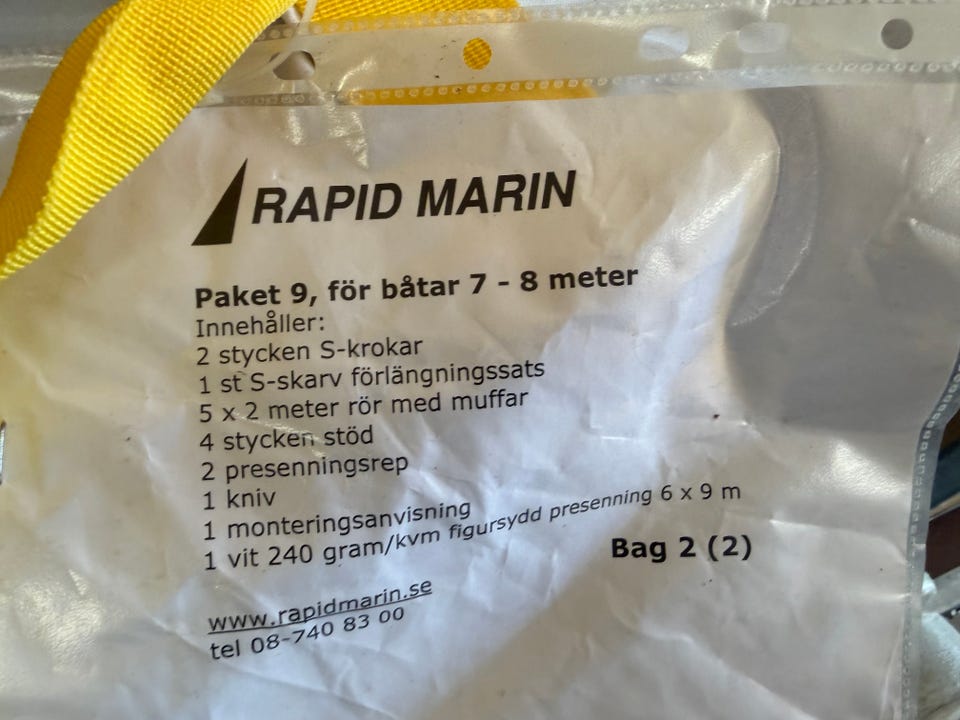 RAPID MARIN
Paket 9, för båtar 7 - 8 meter
Innehåller:
2 stycken S-krokar
1 st S-skarv förlängningssats
5 x 2 meter rör med muffar
4 stycken stöd
2 presenningsrep
1 kniv
1 monteringsanvisning
1 vit 240 gram/kvm figursydd presenning 6 x 9 m
Bag 2 (2)
www.rapidmarin.se
tel 08-740 83 00